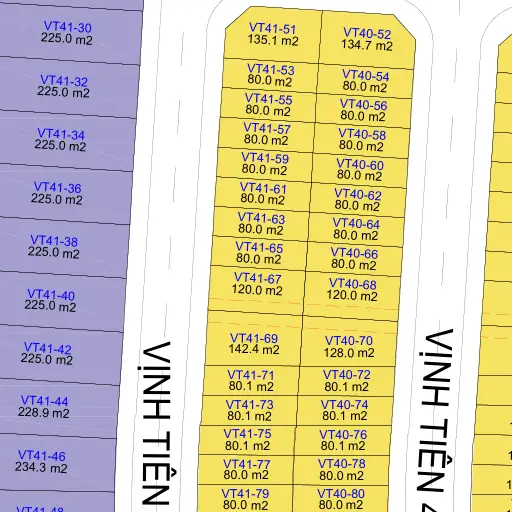 VT41-30
225.0 m2
VT41-32
225.0 m2
VT41-34
225.0 m2
VT41-36
225.0 m2
VT41-38
225.0 m2
VT41-40
225.0 m2
VT41-42
225.0 m2
VT41-44
228.9 m2
VT41-46
234.3 m2
VT41-48
VỊNH TIÊN
VT41-51
135.1 m2
VT41-53
80.0 m2
VT41-55
80.0 m2
VT41-57
80.0 m2
VT41-59
80.0 m2
VT41-61
80.0 m2
VT41-63
80.0 m2
VT41-65
80.0 m2
VT41-67
120.0 m2
VT41-69
142.4 m2
VT41-71
80.1 m2
VT41-73
80.1 m2
VT41-75
80.1 m2
VT41-77
80.0 m2
VT41-79
80.0 m2
VT40-52
134.7 m2
VT40-54
80.0 m2
VT40-56
80.0 m2
VT40-58
80.0 m2
VT40-60
80.0 m2
VT40-62
80.0 m2
VT40-64
80.0 m2
VT40-66
80.0 m2
VT40-68
120.0 m2
VT40-70
128.0 m2
VT40-72
80.1 m2
VT40-74
80.1 m2
VT40-76
80.1 m2
VT40-78
80.0 m2
VT40-80
80.0 m2
VỊNH TIÊN 4